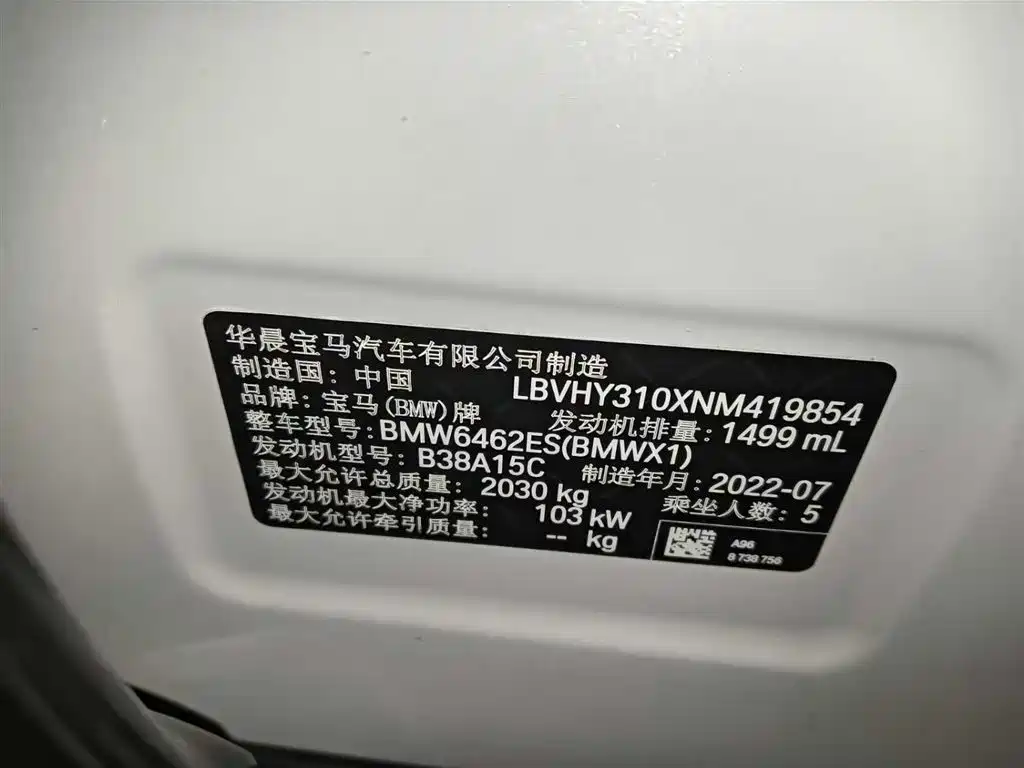 华晨宝马汽车有限公司制造
制造国：中国 LBVHY310XNM419854
品牌：宝马(BMW)牌 发动机排量：1499 mL
整车型号：BMW6462ES(BMWX1)
发动机型号：B38A15C 制造年月：2022-07
最大允许总质量：2030 kg 乘坐人数：5
发动机最大净功率：103 kW
最大允许牵引质量：-- kg
A96
8 738 756